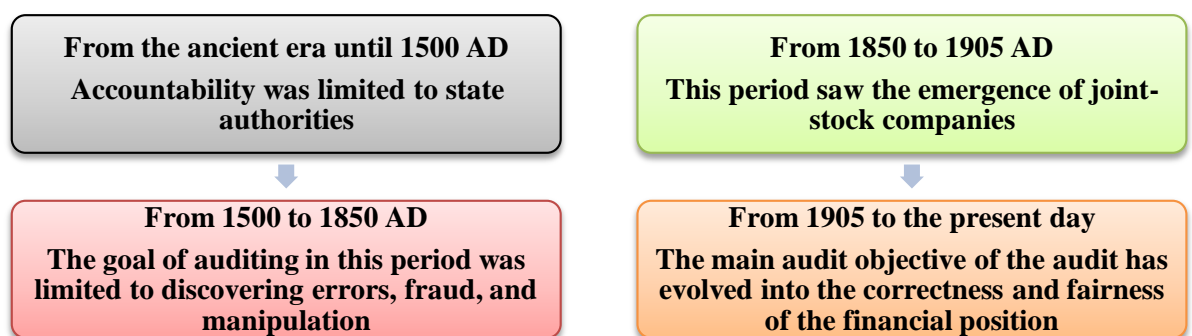 From the ancient era until 1500 AD
Accountability was limited to state
authorities
From 1500 to 1850 AD
The goal of auditing in this period was
limited to discovering errors, fraud, and
manipulation
From 1850 to 1905 AD
This period saw the emergence of joint-
stock companies
From 1905 to the present day
The main audit objective of the audit has
evolved into the correctness and fairness
of the financial position